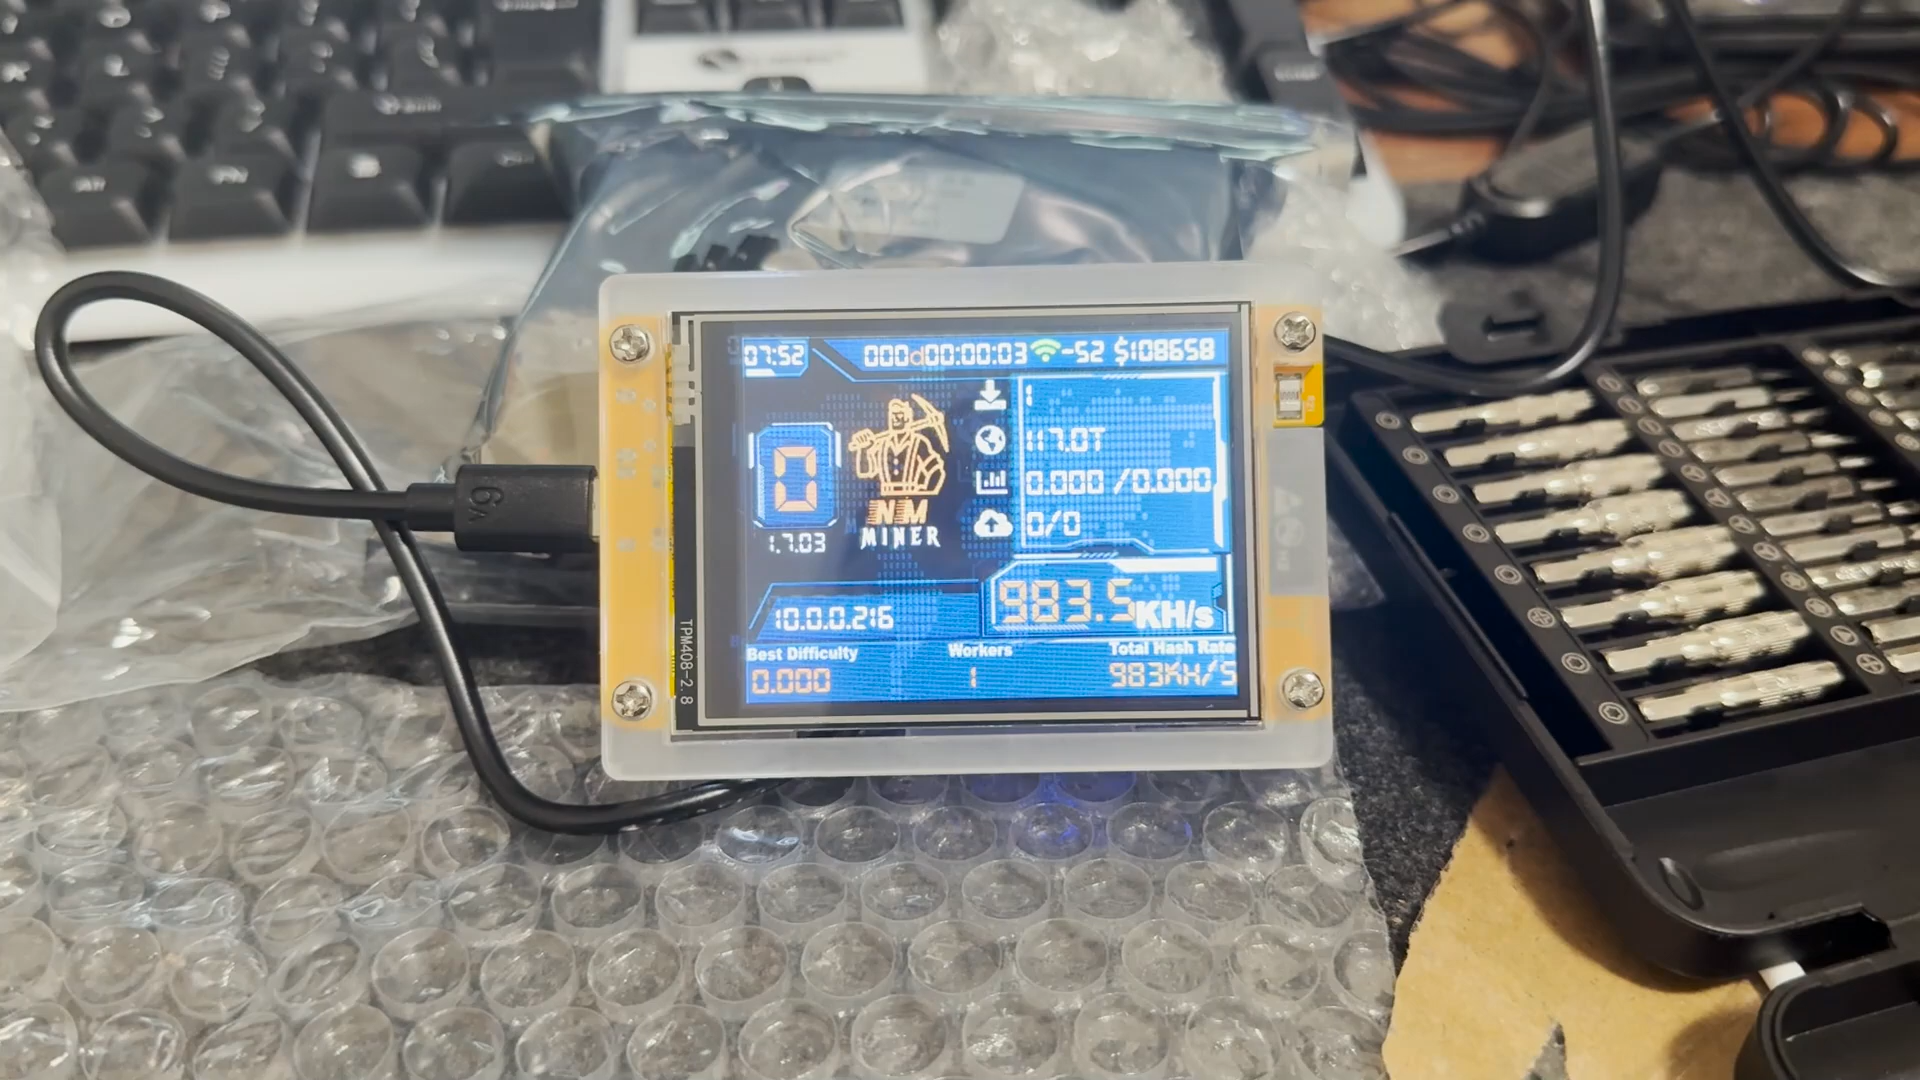 07:52
000d00:00:03 -52 $108658
1
117.0T
0.000 /0.000
0/0
0
NM
MINER
1.7.03
983.5KH/s
10.0.0.216
Best Difficulty
Workers
Total Hash Rate
0.000
1
983KH/S
TPM408-2.8
6A